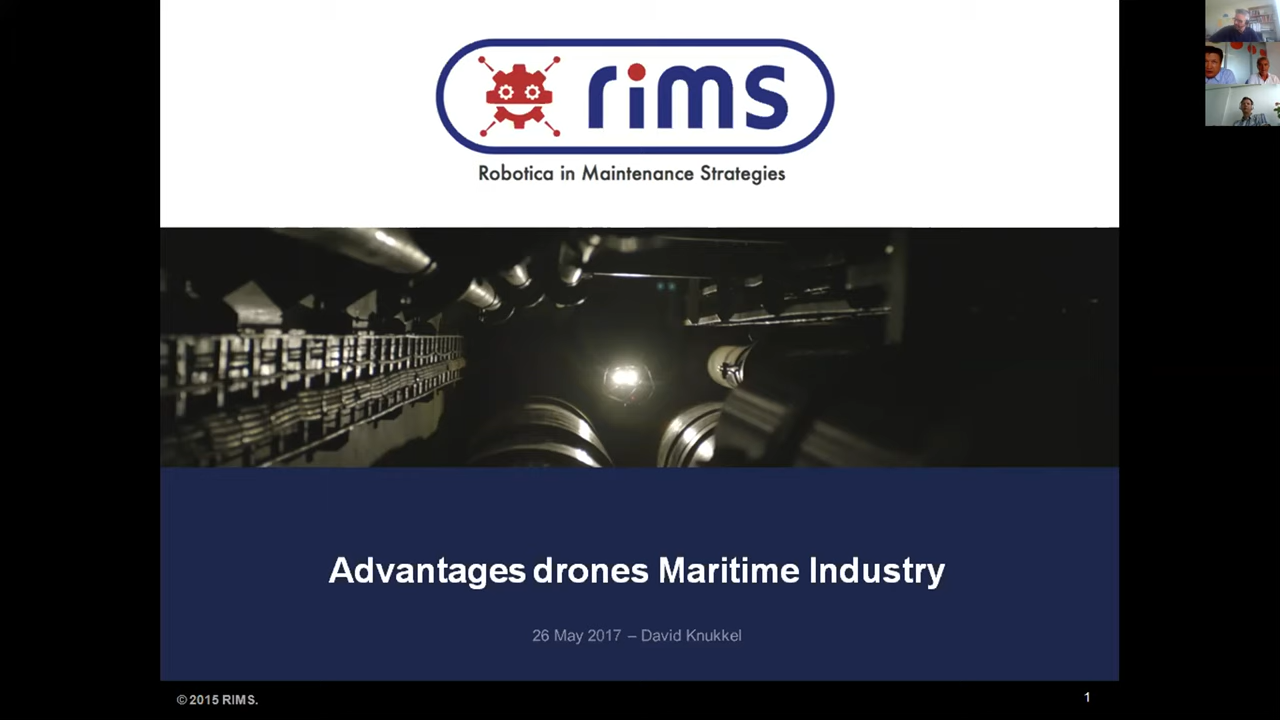 rims
Robotica in Maintenance Strategies
Advantages drones Maritime Industry
26 May 2017 – David Knukkel
© 2015 RIMS.
1